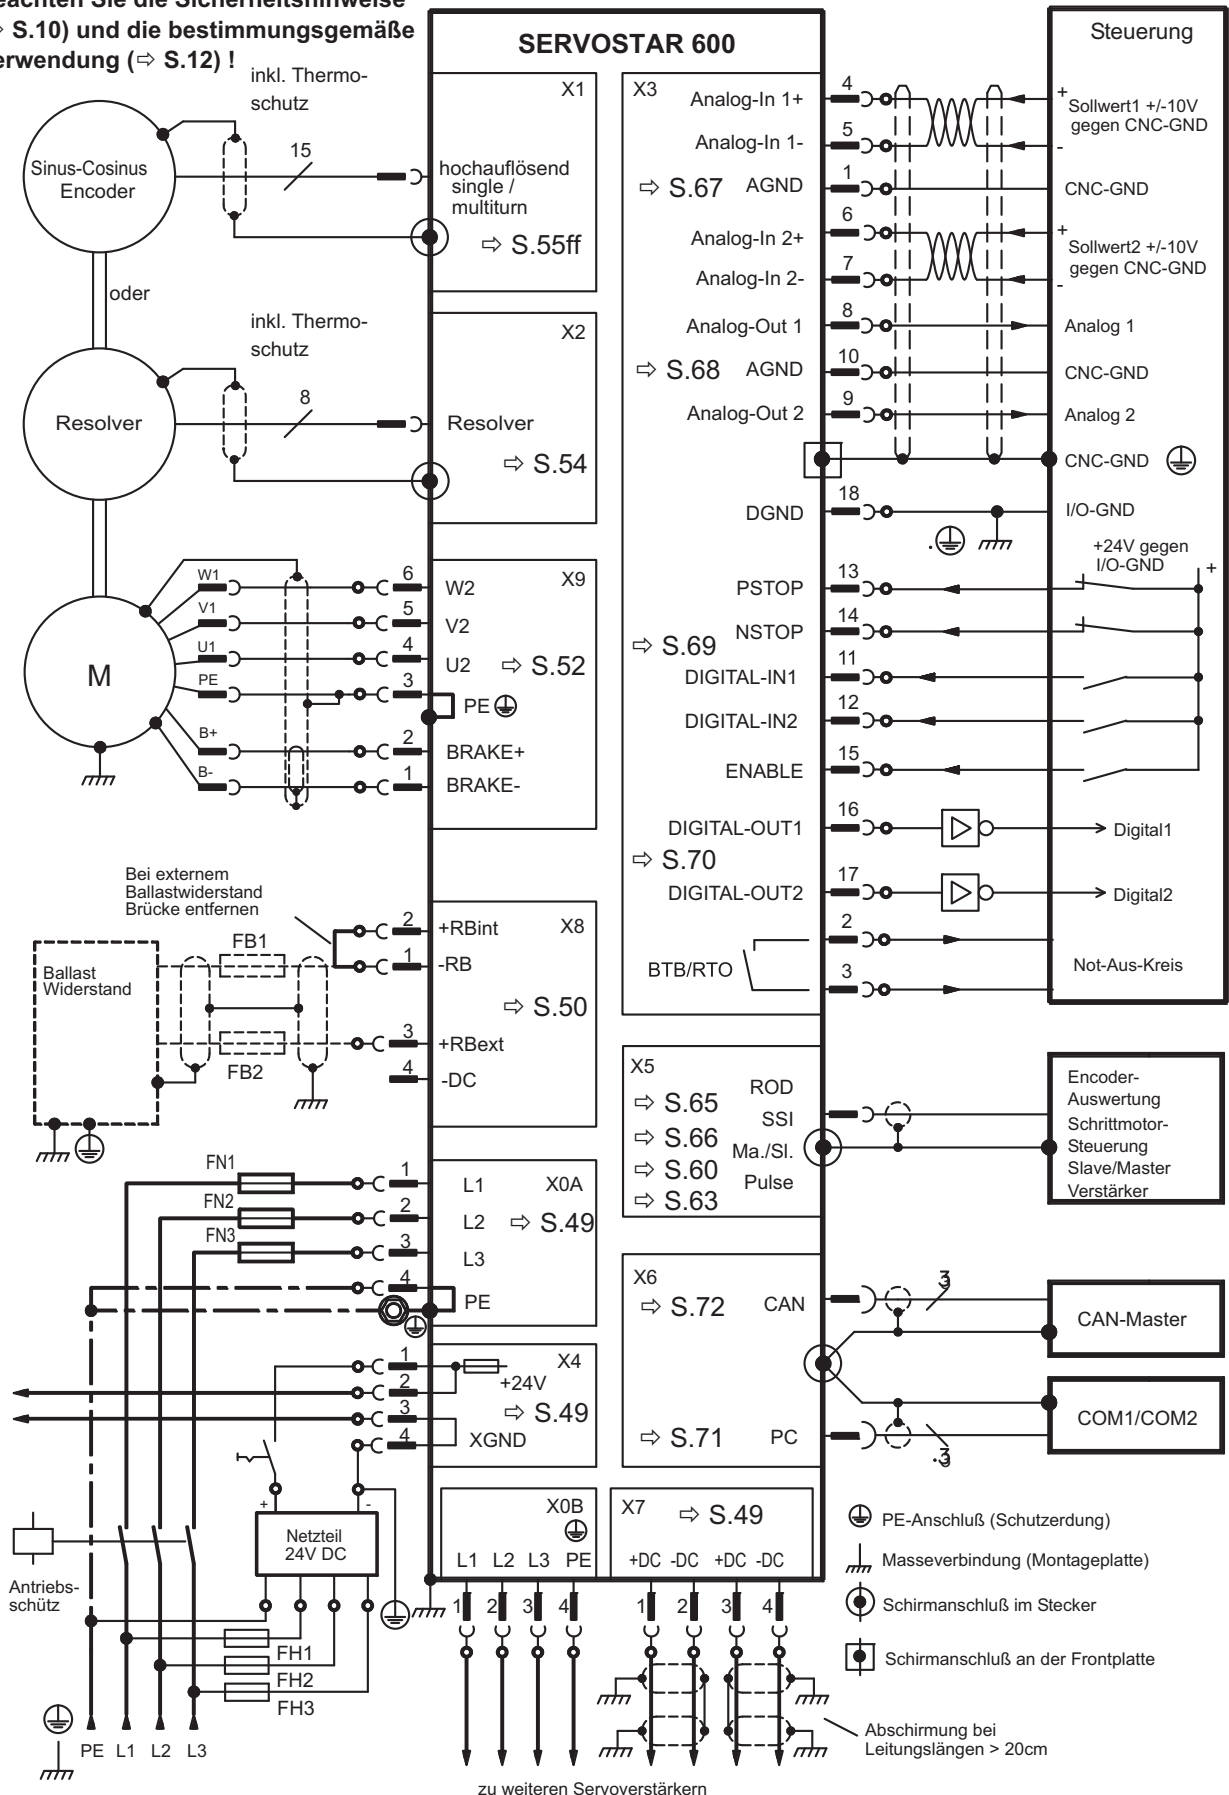 S.10) und die bestimmungsgemäße
(⇨ S.12) !
SERVOSTAR 600
Steuerung
inkl. Thermo-
schutz
Sinus-Cosinus
Encoder
15
X1
hochauflösend
single /
multiturn
⇨ S.55ff
oder
inkl. Thermo-
schutz
Resolver
8
X2
Resolver
⇨ S.54
M
W1
V1
U1
PE
B+
B-
6
5
4
3
2
1
X9
W2
V2
U2
⇨ S.52
PE
BRAKE+
BRAKE-
Bei externem
Ballastwiderstand
Brücke entfernen
Ballast
Widerstand
FB1
FB2
2
1
3
4
X8
+RBint
-RB
⇨ S.50
+RBext
-DC
FN1
FN2
FN3
1
2
3
4
L1
X0A
L2
⇨ S.49
L3
PE
1
2
3
4
X4
+24V
⇨ S.49
XGND
+
-
Netzteil
24V DC
Antriebs-
schütz
FH1
FH2
FH3
PE L1 L2 L3
X3
Analog-In 1+
4
+
Sollwert1 +/-10V
gegen CNC-GND
Analog-In 1-
5
-
⇨ S.67
AGND
1
CNC-GND
Analog-In 2+
6
+
Sollwert2 +/-10V
gegen CNC-GND
Analog-In 2-
7
-
Analog-Out 1
8
Analog 1
⇨ S.68
AGND
10
CNC-GND
Analog-Out 2
9
Analog 2
CNC-GND
DGND
18
I/O-GND
+24V gegen
I/O-GND
+
PSTOP
13
NSTOP
14
⇨ S.69
DIGITAL-IN1
11
DIGITAL-IN2
12
ENABLE
15
DIGITAL-OUT1
16
Digital1
⇨ S.70
DIGITAL-OUT2
17
Digital2
2
BTB/RTO
3
Not-Aus-Kreis
X5
ROD
⇨ S.65
SSI
⇨ S.66
Ma./Sl.
⇨ S.60
Pulse
⇨ S.63
Encoder-
Auswertung
Schrittmotor-
Steuerung
Slave/Master
Verstärker
X6
⇨ S.72
CAN
3
CAN-Master
⇨ S.71
PC
3
COM1/COM2
X0B
L1 L2 L3 PE
1 2 3 4
X7
⇨ S.49
+DC -DC +DC -DC
1 2 3 4
PE-Anschluß (Schutzerdung)
Masseverbindung (Montageplatte)
Schirmanschluß im Stecker
Schirmanschluß an der Frontplatte
Abschirmung bei
Leitungslängen > 20cm
zu weiteren Servoverstärkern